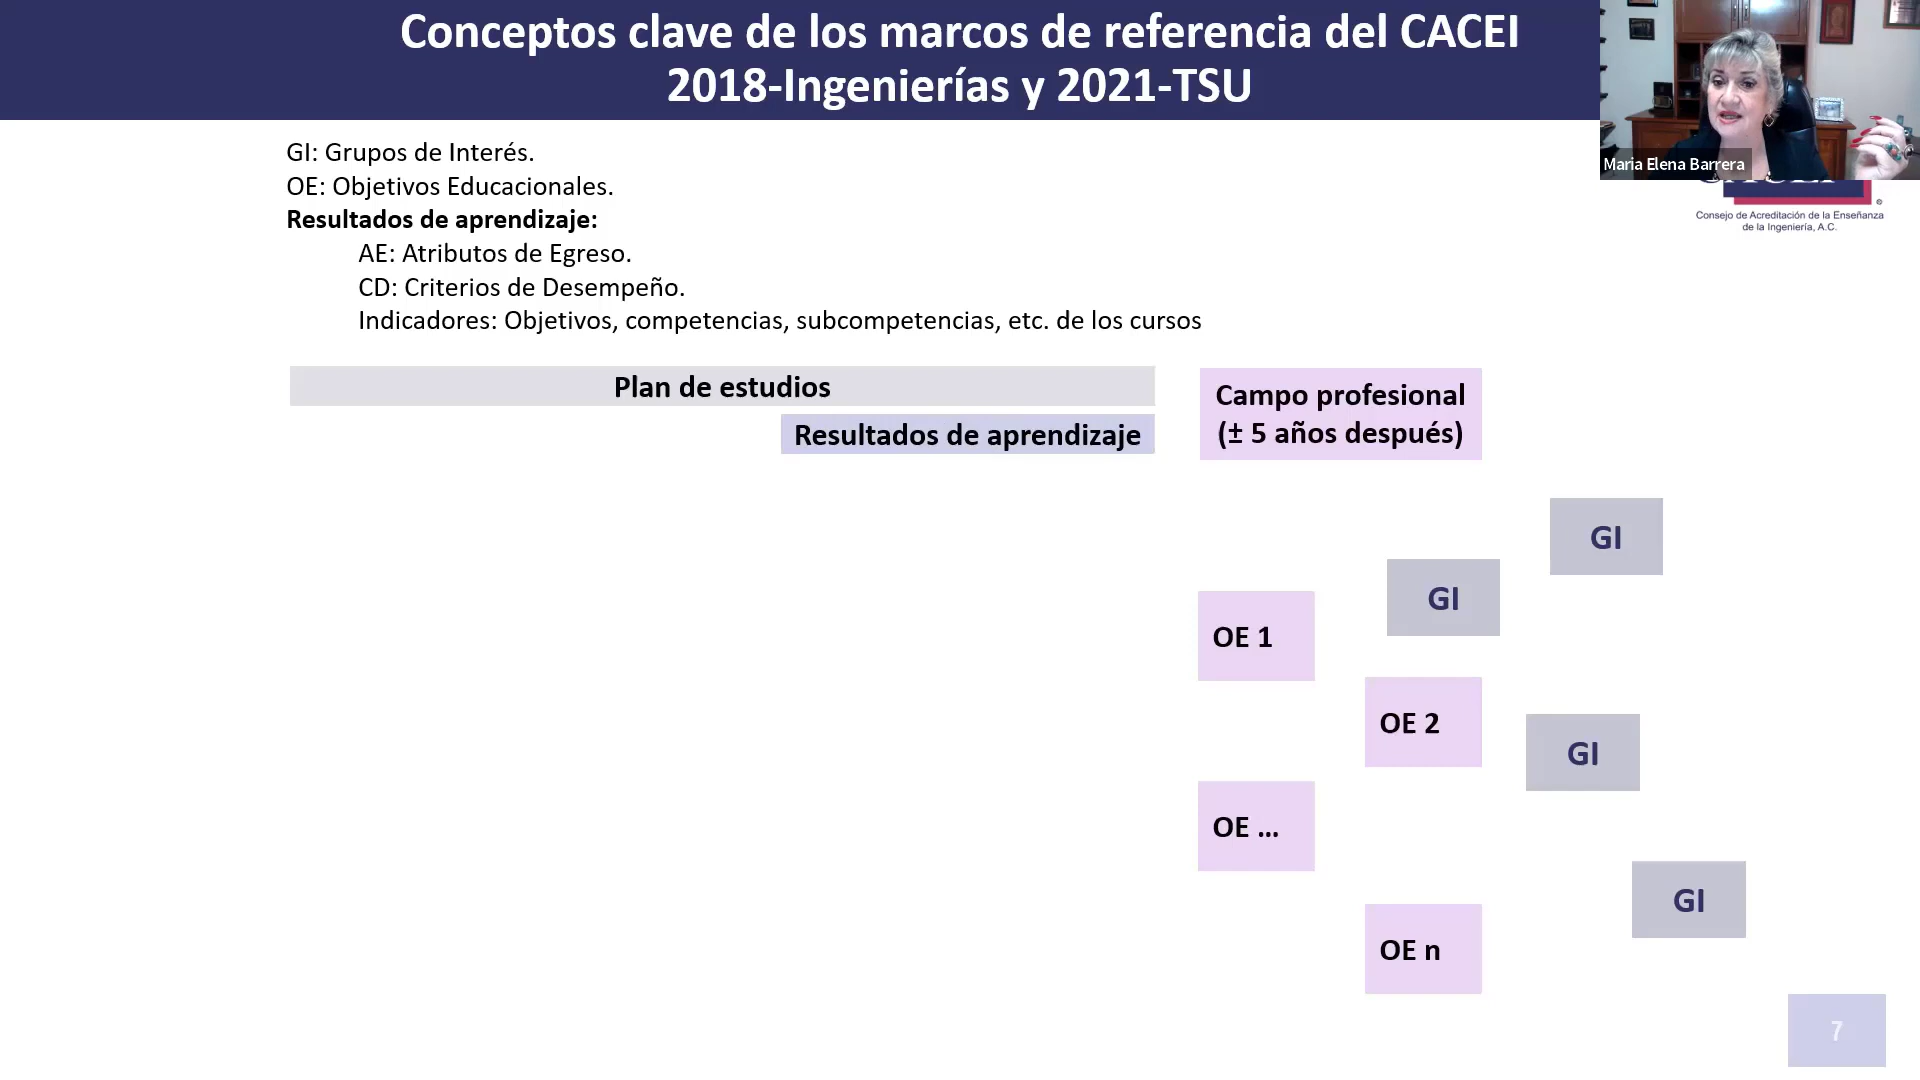 Conceptos clave de los marcos de referencia del CACEI
2018-Ingenierías y 2021-TSU
Maria Elena Barrera
Consejo de Acreditación de la Enseñanza
de la Ingeniería, A.C.
GI: Grupos de Interés.
OE: Objetivos Educacionales.
Resultados de aprendizaje:
AE: Atributos de Egreso.
CD: Criterios de Desempeño.
Indicadores: Objetivos, competencias, subcompetencias, etc. de los cursos
Plan de estudios
Resultados de aprendizaje
Campo profesional
(± 5 años después)
GI
GI
OE 1
OE 2
GI
OE ...
GI
OE n
7